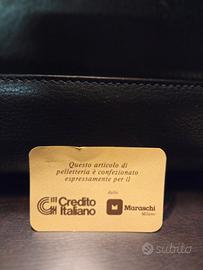 Questo articolo di
pelletteria è confezionato
espressamente per il
Credito
Italiano
dalla
Maraschi
Milano
subito